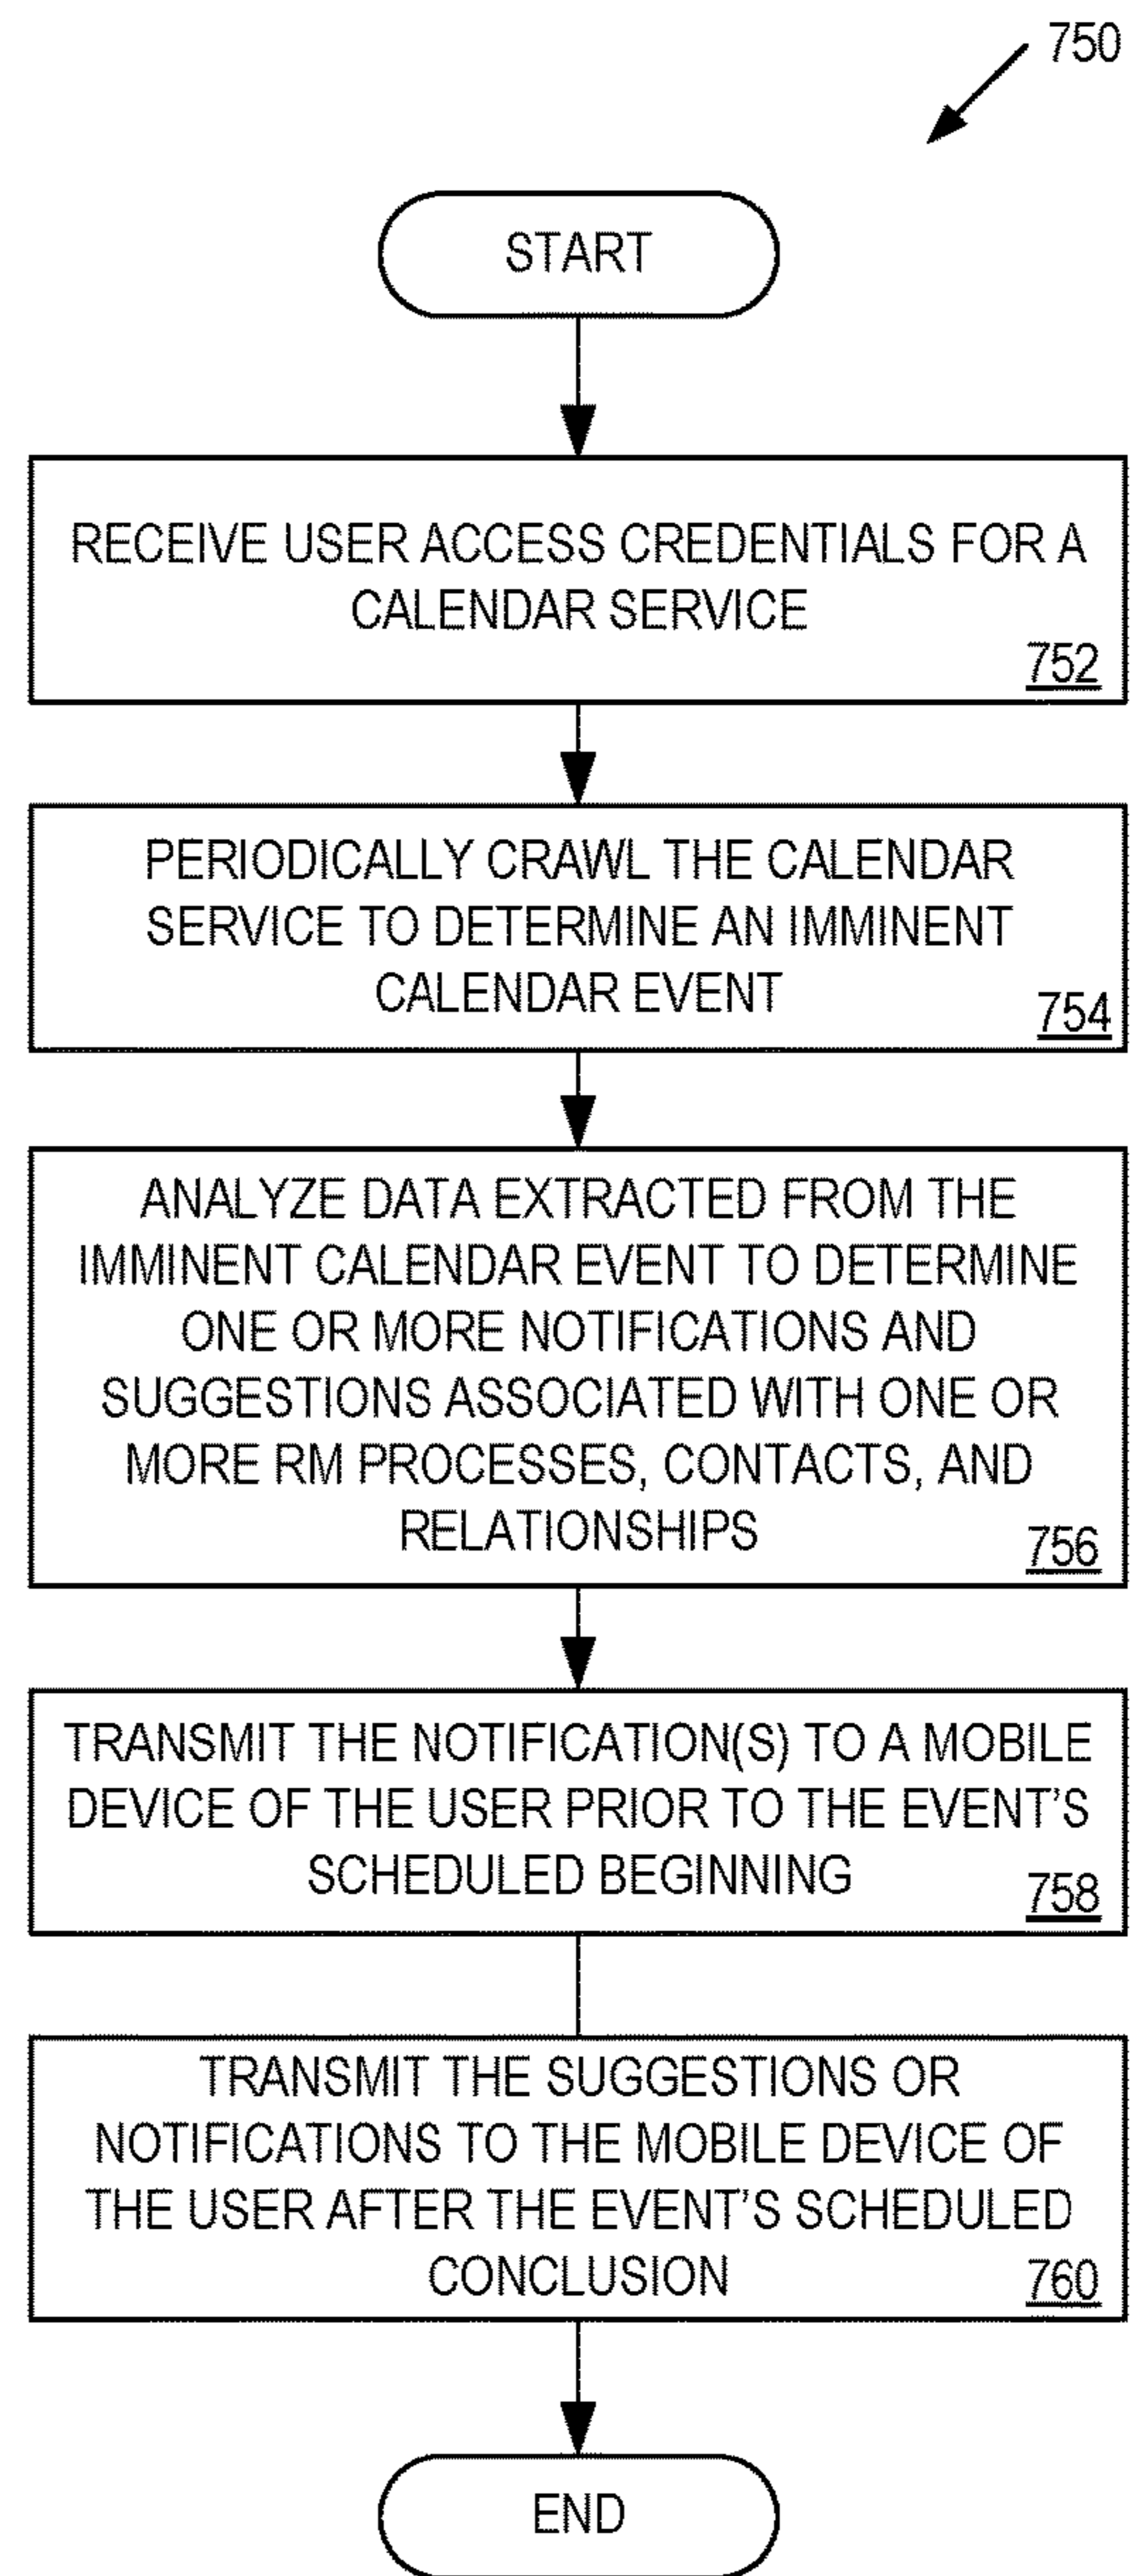 750
START
RECEIVE USER ACCESS CREDENTIALS FOR A
CALENDAR SERVICE
752
PERIODICALLY CRAWL THE CALENDAR
SERVICE TO DETERMINE AN IMMINENT
CALENDAR EVENT
754
ANALYZE DATA EXTRACTED FROM THE
IMMINENT CALENDAR EVENT TO DETERMINE
ONE OR MORE NOTIFICATIONS AND
SUGGESTIONS ASSOCIATED WITH ONE OR
MORE RM PROCESSES, CONTACTS, AND
RELATIONSHIPS
756
TRANSMIT THE NOTIFICATION(S) TO A MOBILE
DEVICE OF THE USER PRIOR TO THE EVENT'S
SCHEDULED BEGINNING
758
TRANSMIT THE SUGGESTIONS OR
NOTIFICATIONS TO THE MOBILE DEVICE OF
THE USER AFTER THE EVENT'S SCHEDULED
CONCLUSION
760
END